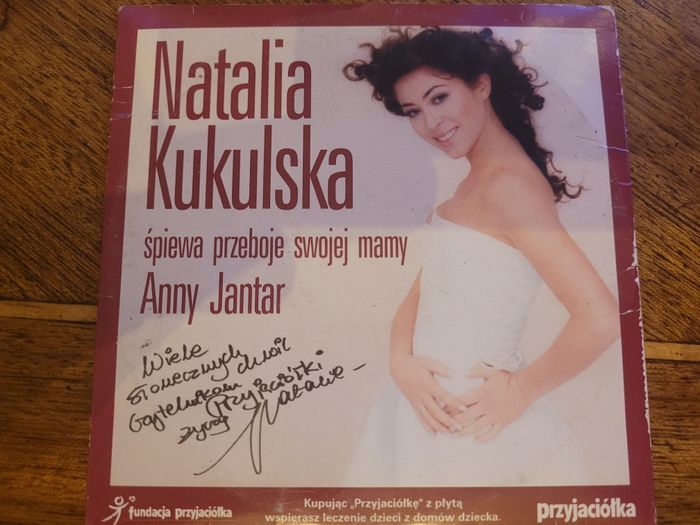 Natalia
Kukulska
śpiewa przeboje swojej mamy
Anny Jantar
Wiele
słonecznych chwil
Czytelnikom Przyjaciółki
życzy Natalia
fundacja przyjaciółka
Kupując „Przyjaciółkę” z płytą
wspierasz leczenie dzieci z domów dziecka.
przyjaciółka